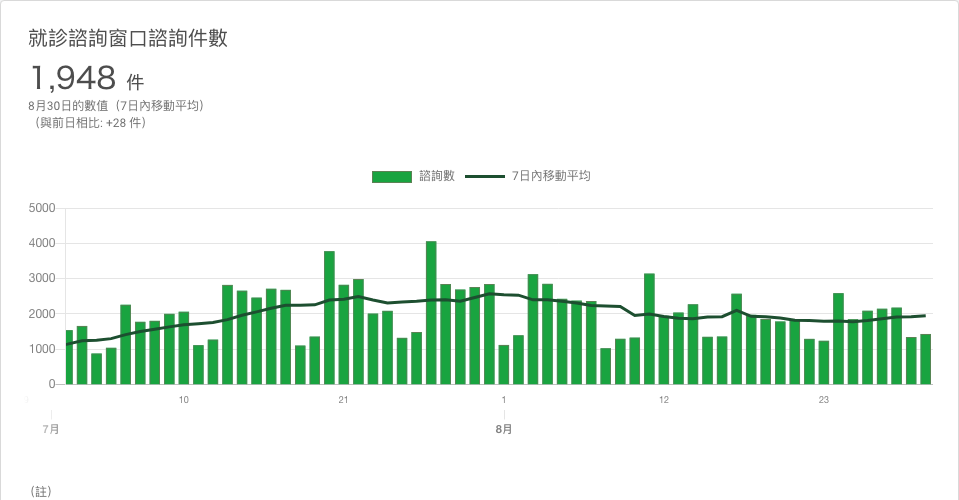 就診諮詢窗口諮詢件數
1,948 件
8月30日的數值（7日內移動平均）
（與前日相比: +28 件）
諮詢數 7日內移動平均
5000
4000
3000
2000
1000
0
10 21 1 12 23
7月 8月
（註）